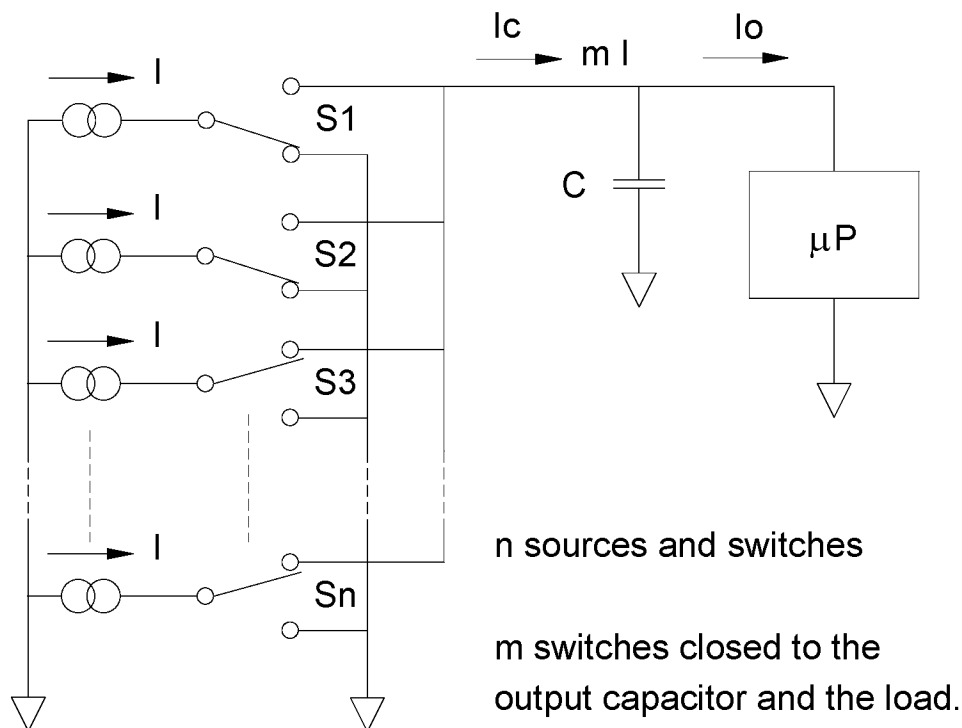 Ic
m I
Io
I
S1
I
S2
C
μP
I
S3
I
Sn
n sources and switches
m switches closed to the
output capacitor and the load.